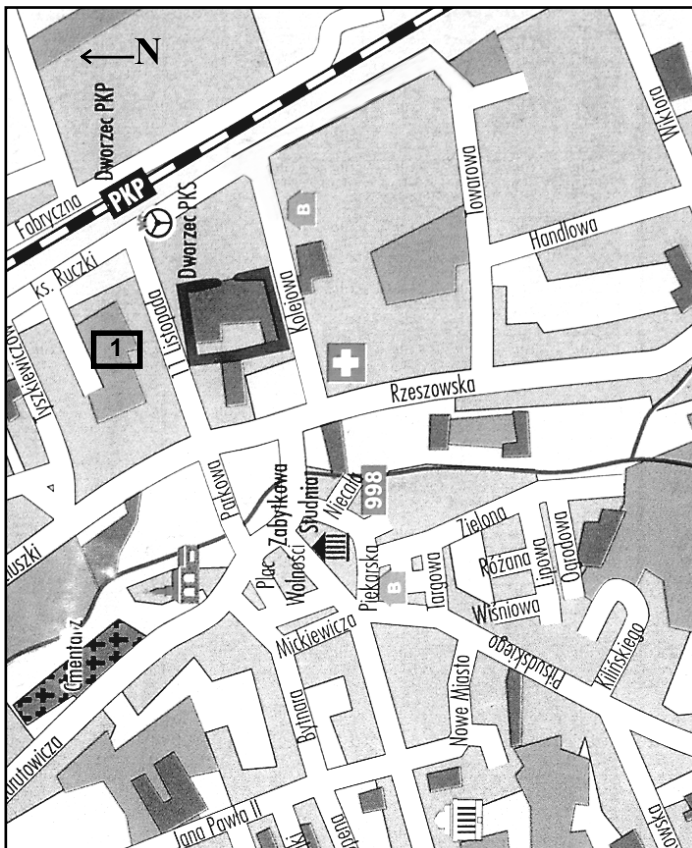 N
Dworzec PKP
PKP
Fabryczna
Dworzec PKS
ks. Ruczki
1
11 Listopada
Kolejowa
B
Towarowa
Wiktora
Handlowa
Rzeszowska
Parkowa
Zabytkowa
Studnia
Niecała
998
Plac
Wolności
Piekarska
B
Targowa
Zielona
Różana
Lipowa
Ogrodowa
Wiśniowa
Kilińskiego
Cmentarz
Mickiewicza
Bytnara
Nowe Miasto
Piłsudskiego
Jana Pawła II